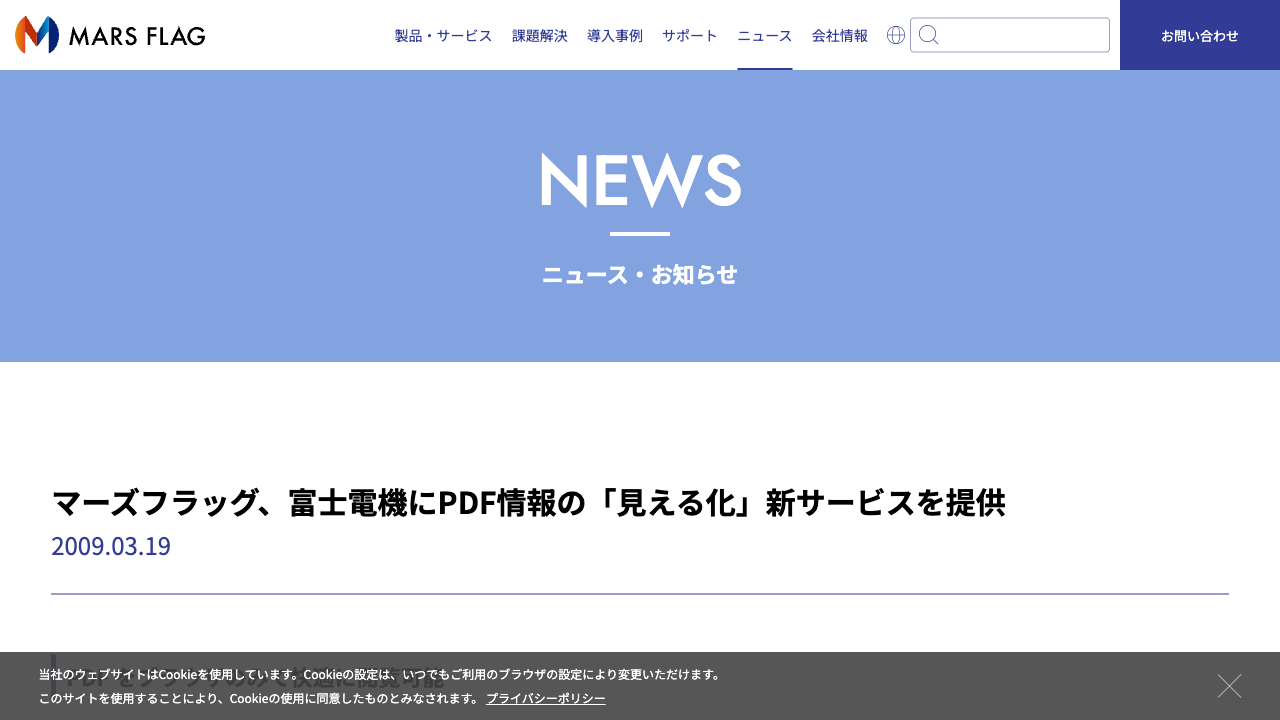 MARS FLAG
製品・サービス 課題解決 導入事例 サポート ニュース 会社情報 お問い合わせ
NEWS
ニュース・お知らせ
マーズフラッグ、富士電機にPDF情報の「見える化」新サービスを提供
2009.03.19
当社のウェブサイトはCookieを使用しています。Cookieの設定は、いつでもご利用のブラウザの設定により変更いただけます。
このサイトを使用することにより、Cookieの使用に同意したものとみなされます。 プライバシーポリシー